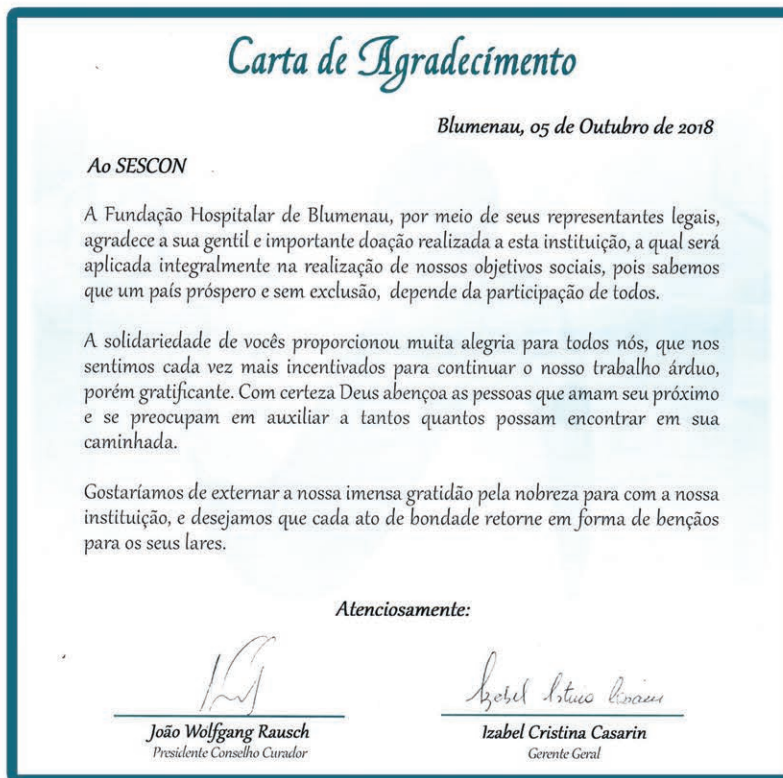 Carta de Agradecimento
Blumenau, 05 de Outubro de 2018
Ao SESCON
A Fundação Hospitalar de Blumenau, por meio de seus representantes legais,
agradece a sua gentil e importante doação realizada a esta instituição, a qual será
aplicada integralmente na realização de nossos objetivos sociais, pois sabemos
que um país próspero e sem exclusão, depende da participação de todos.
A solidariedade de vocês proporcionou muita alegria para todos nós, que nos
sentimos cada vez mais incentivados para continuar o nosso trabalho árduo,
porém gratificante. Com certeza Deus abençoa as pessoas que amam seu próximo
e se preocupam em auxiliar a tantos quantos possam encontrar em sua
caminhada.
Gostaríamos de externar a nossa imensa gratidão pela nobreza para com a nossa
instituição, e desejamos que cada ato de bondade retorne em forma de bençãos
para os seus lares.
Atenciosamente:
João Wolfgang Rausch
Presidente Conselho Curador
Izabel Cristina Casarin
Gerente Geral